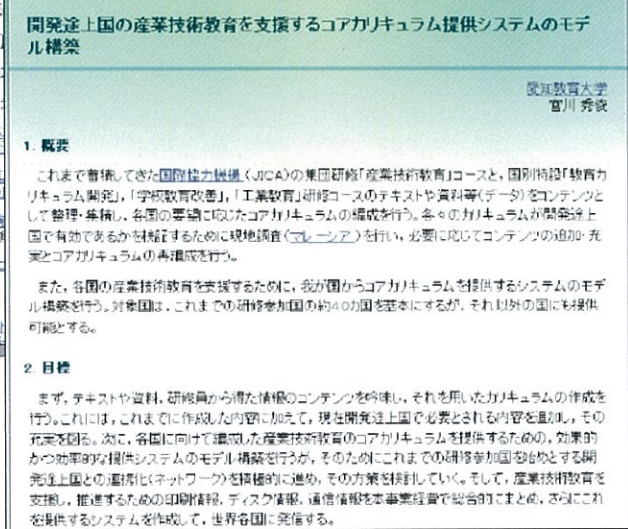 開発途上国の産業技術教育を支援するコアカリキュラム提供システムのモデ
ル構築
愛知教育大学
宮川 秀俊
1. 概要
これまで蓄積してきた国際協力機構(JICA)の集団研修「産業技術教育」コースと、国別特設「教育カ
リキュラム開発」,「学校教育改善」,「工業教育」研修コースのテキストや資料等(データ)をコンテンツと
して整理・集積し、各国の要望に応じたコアカリキュラムの編成を行う。各々のカリキュラムが開発途上
国で有効であるかを検証するために現地調査(マレーシア)を行い、必要に応じてコンテンツの追加・充
実とコアカリキュラムの再編成を行う。
また、各国の産業技術教育を支援するために、我が国からコアカリキュラムを提供するシステムのモデ
ル構築を行う。対象国は、これまでの研修参加国の約40カ国を基本にするが、それ以外の国にも提供
可能とする。
2. 目標
まず、テキストや資料、研修員から得た情報のコンテンツを吟味し、それを用いたカリキュラムの作成を
行う。これには、これまでに作成した内容に加えて、現在開発途上国で必要とされる内容を追加し、その
充実を図る。次に、各国に向けて編成した産業技術教育のコアカリキュラムを提供するための、効果的
かつ効率的な提供システムのモデル構築を行うが、そのためにこれまでの研修参加国を始めとする開
発途上国との連携化(ネットワーク)を積極的に進め、その方策を検討していく。そして、産業技術教育を
支援し、推進するための印刷情報、ディスク情報、通信情報を本事業経費で総合的にまとめ、さらにこれ
を提供するシステムを作成して、世界各国に発信する。